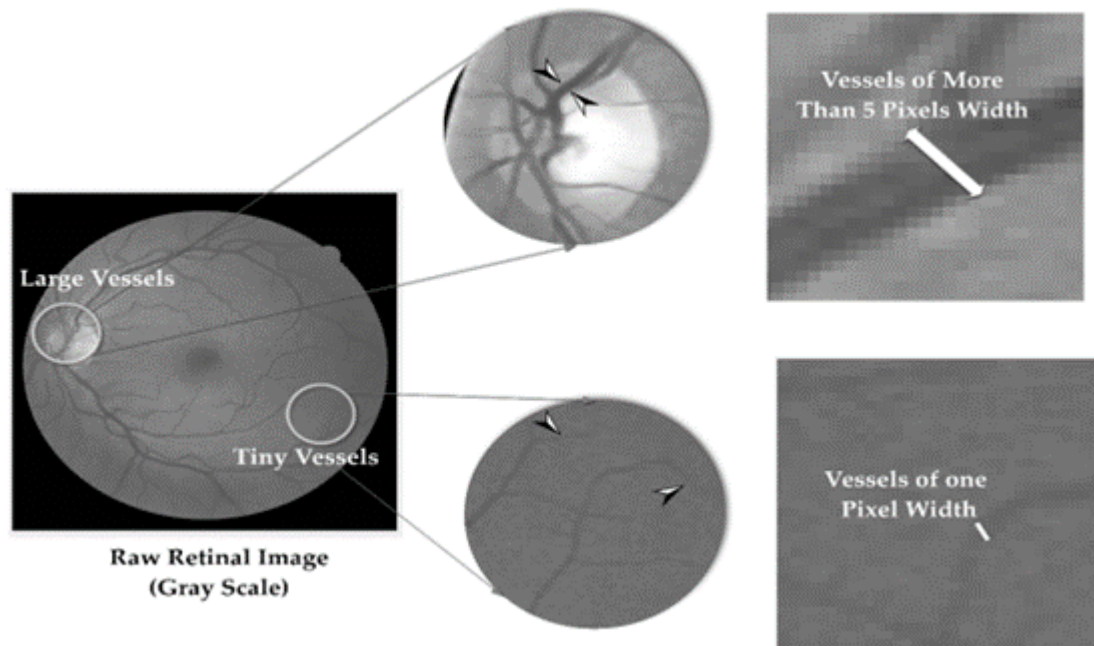 Vessels of More
Than 5 Pixels Width
Large Vessels
Tiny Vessels
Vessels of one
Pixel Width
Raw Retinal Image
(Gray Scale)